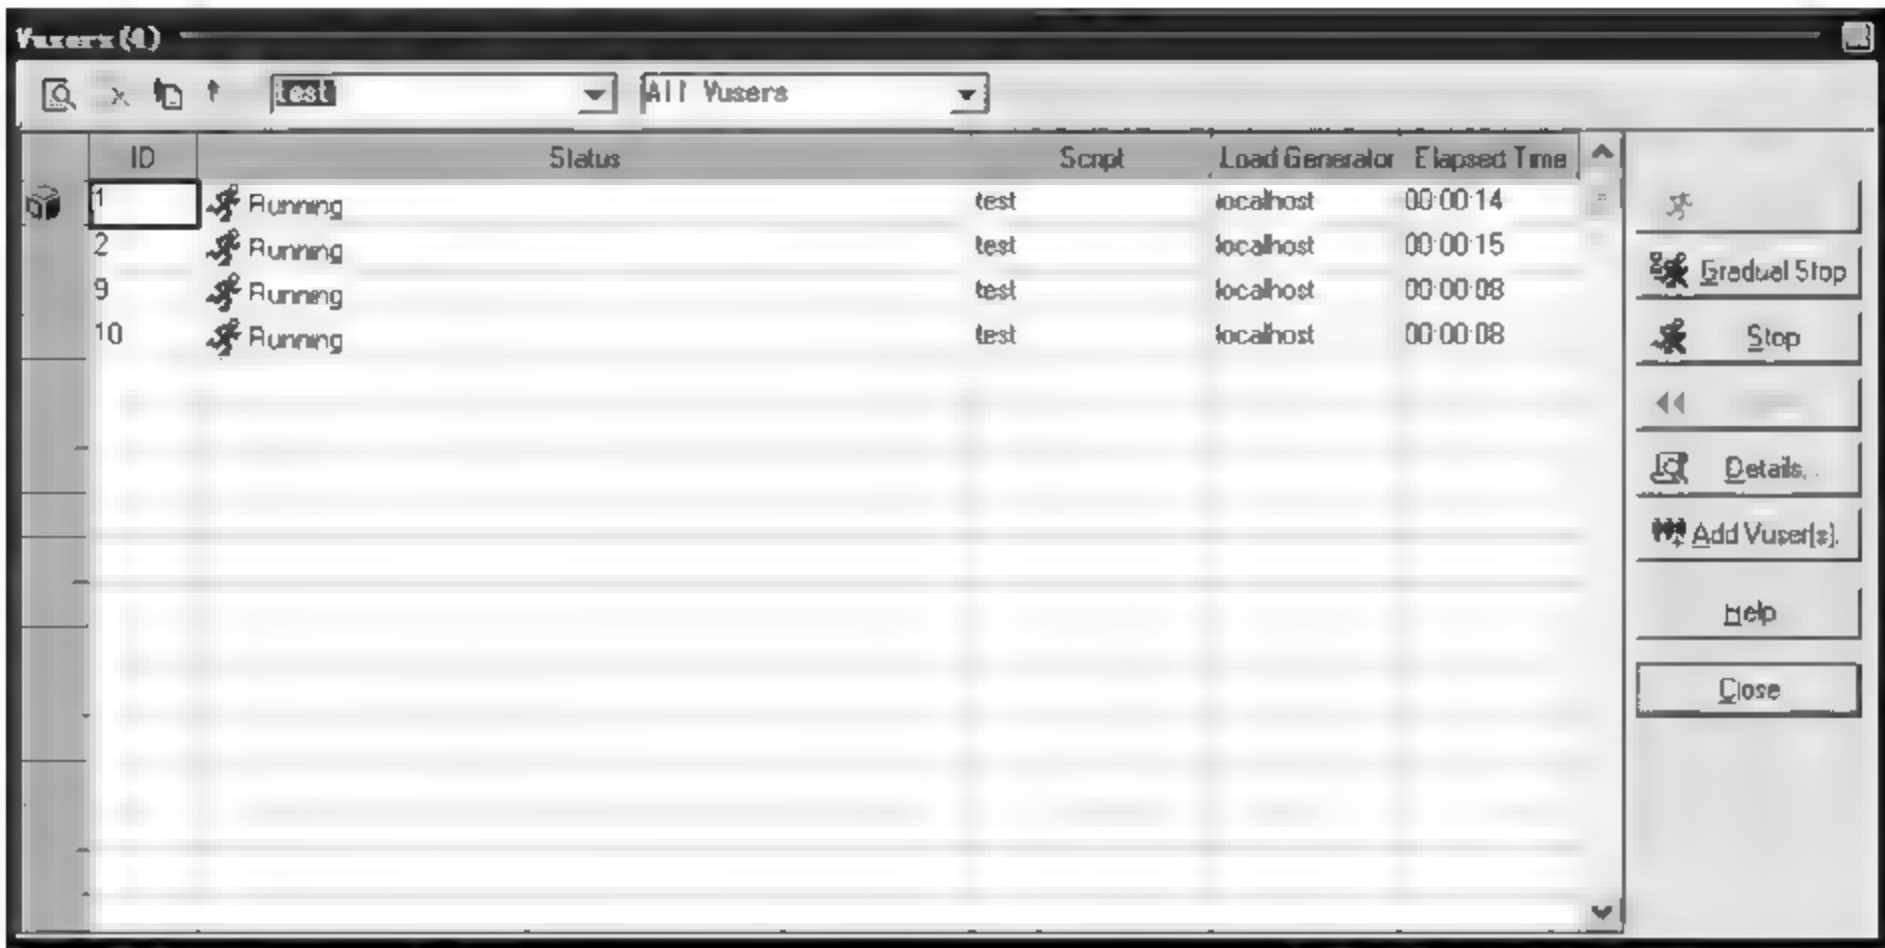 Vusers(4)
test All Vusers
ID Status Script Load Generator Elapsed Time
1 Running test localhost 00:00:14
2 Running test localhost 00:00:15
9 Running test localhost 00:00:08
10 Running test localhost 00:00:08
Gradual Stop
Stop
Details...
Add Vuser(s).
Help
Close